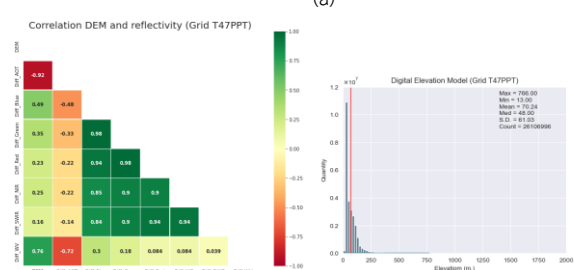 (a)
Correlation DEM and reflectivity (Grid T47PPT)
DEM
Diff_AOT -0.92
Diff_Blue 0.49 -0.48
Diff_Green 0.35 -0.33 0.98
Diff_Red 0.23 -0.22 0.94 0.98
Diff_NIR 0.25 -0.22 0.85 0.9 0.9
Diff_SWIR 0.16 -0.14 0.84 0.9 0.94 0.94
Diff_WV 0.76 -0.72 0.3 0.18 0.084 0.084 0.039
1.00
0.75
0.50
0.25
0.00
-0.25
-0.50
-0.75
-1.00
Digital Elevation Model (Grid T47PPT)
×10⁷
Max = 766.00
Min = 13.00
Mean = 70.24
Med = 48.00
S.D. = 61.03
Count = 26106996
Quantity
1.2
1.0
0.8
0.6
0.4
0.2
0.0
0 250 500 750 1000 1250 1500 1750 2000
Elevation (m.)